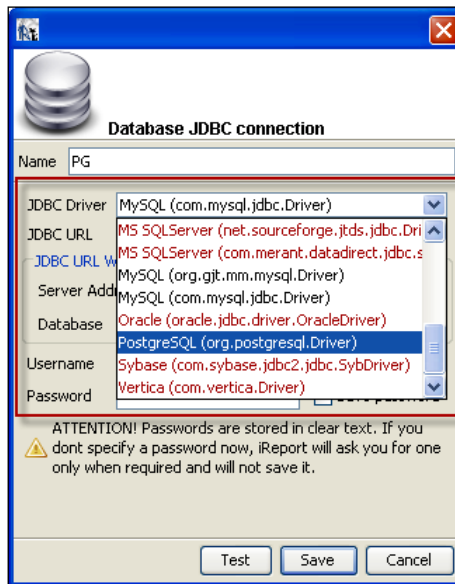 Database JDBC connection
Name PG
JDBC Driver MySQL (com.mysql.jdbc.Driver)
JDBC URL MS SQLServer (net.sourceforge.jtds.jdbc.Dri
MS SQLServer (com.merant.datadirect.jdbc.s
JDBC URL W
MySQL (org.gjt.mm.mysql.Driver)
Server Add MySQL (com.mysql.jdbc.Driver)
Oracle (oracle.jdbc.driver.OracleDriver)
Database PostgreSQL (org.postgresql.Driver)
Username Sybase (com.sybase.jdbc2.jdbc.SybDriver)
Password Vertica (com.vertica.Driver)
ATTENTION! Passwords are stored in clear text. If you
dont specify a password now, iReport will ask you for one
only when required and will not save it.
Test Save Cancel